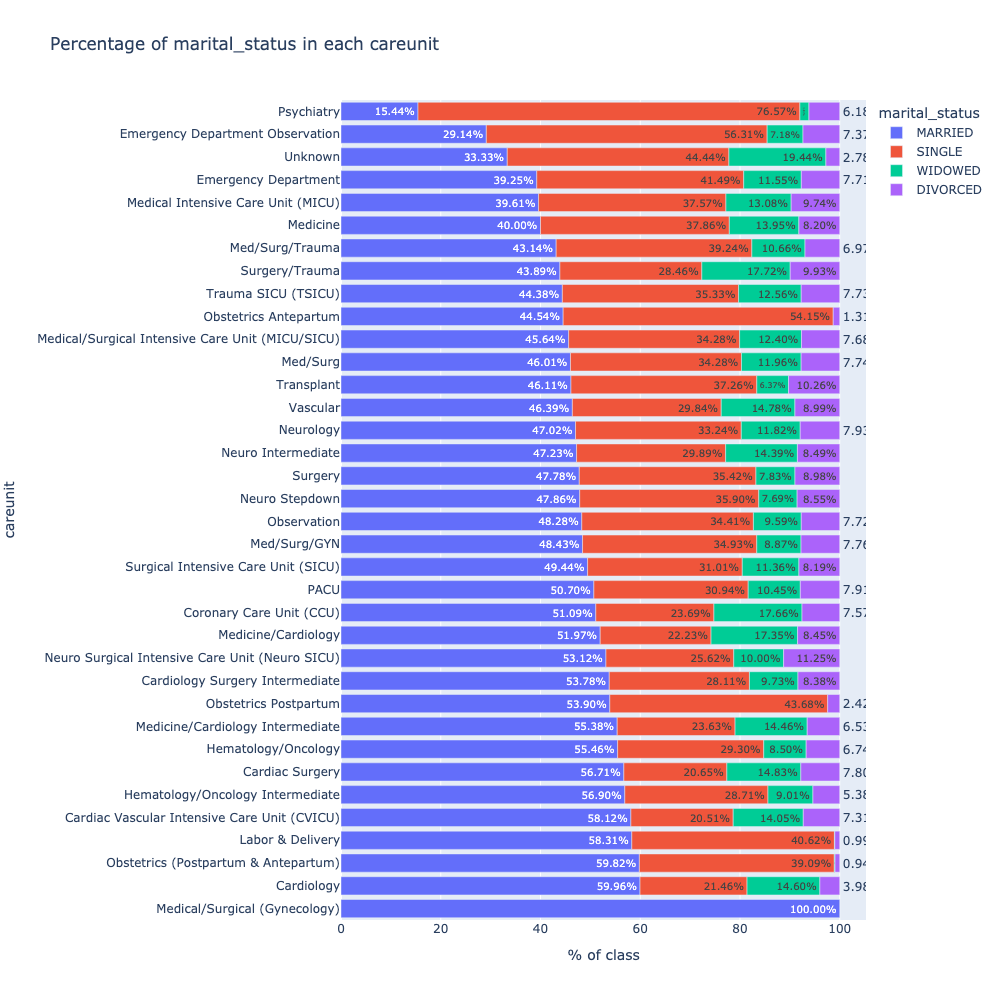 Percentage of marital_status in each careunit
marital_status
MARRIED
SINGLE
WIDOWED
DIVORCED
careunit
Psychiatry 15.44% 76.57% 6.18
Emergency Department Observation 29.14% 56.31% 7.18% 7.37
Unknown 33.33% 44.44% 19.44% 2.78
Emergency Department 39.25% 41.49% 11.55% 7.71
Medical Intensive Care Unit (MICU) 39.61% 37.57% 13.08% 9.74%
Medicine 40.00% 37.86% 13.95% 8.20%
Med/Surg/Trauma 43.14% 39.24% 10.66% 6.97
Surgery/Trauma 43.89% 28.46% 17.72% 9.93%
Trauma SICU (TSICU) 44.38% 35.33% 12.56% 7.73
Obstetrics Antepartum 44.54% 54.15% 1.31
Medical/Surgical Intensive Care Unit (MICU/SICU) 45.64% 34.28% 12.40% 7.68
Med/Surg 46.01% 34.28% 11.96% 7.74
Transplant 46.11% 37.26% 6.37% 10.26%
Vascular 46.39% 29.84% 14.78% 8.99%
Neurology 47.02% 33.24% 11.82% 7.93
Neuro Intermediate 47.23% 29.89% 14.39% 8.49%
Surgery 47.78% 35.42% 7.83% 8.98%
Neuro Stepdown 47.86% 35.90% 7.69% 8.55%
Observation 48.28% 34.41% 9.59% 7.72
Med/Surg/GYN 48.43% 34.93% 8.87% 7.76
Surgical Intensive Care Unit (SICU) 49.44% 31.01% 11.36% 8.19%
PACU 50.70% 30.94% 10.45% 7.91
Coronary Care Unit (CCU) 51.09% 23.69% 17.66% 7.57
Medicine/Cardiology 51.97% 22.23% 17.35% 8.45%
Neuro Surgical Intensive Care Unit (Neuro SICU) 53.12% 25.62% 10.00% 11.25%
Cardiology Surgery Intermediate 53.78% 28.11% 9.73% 8.38%
Obstetrics Postpartum 53.90% 43.68% 2.42
Medicine/Cardiology Intermediate 55.38% 23.63% 14.46% 6.53
Hematology/Oncology 55.46% 29.30% 8.50% 6.74
Cardiac Surgery 56.71% 20.65% 14.83% 7.80
Hematology/Oncology Intermediate 56.90% 28.71% 9.01% 5.38
Cardiac Vascular Intensive Care Unit (CVICU) 58.12% 20.51% 14.05% 7.31
Labor & Delivery 58.31% 40.62% 0.99
Obstetrics (Postpartum & Antepartum) 59.82% 39.09% 0.94
Cardiology 59.96% 21.46% 14.60% 3.98
Medical/Surgical (Gynecology) 100.00%
0 20 40 60 80 100
% of class